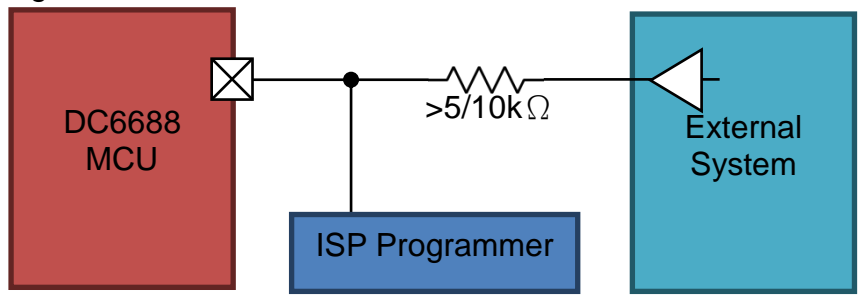 DC6688
MCU
>5/10kΩ
External
System
ISP Programmer